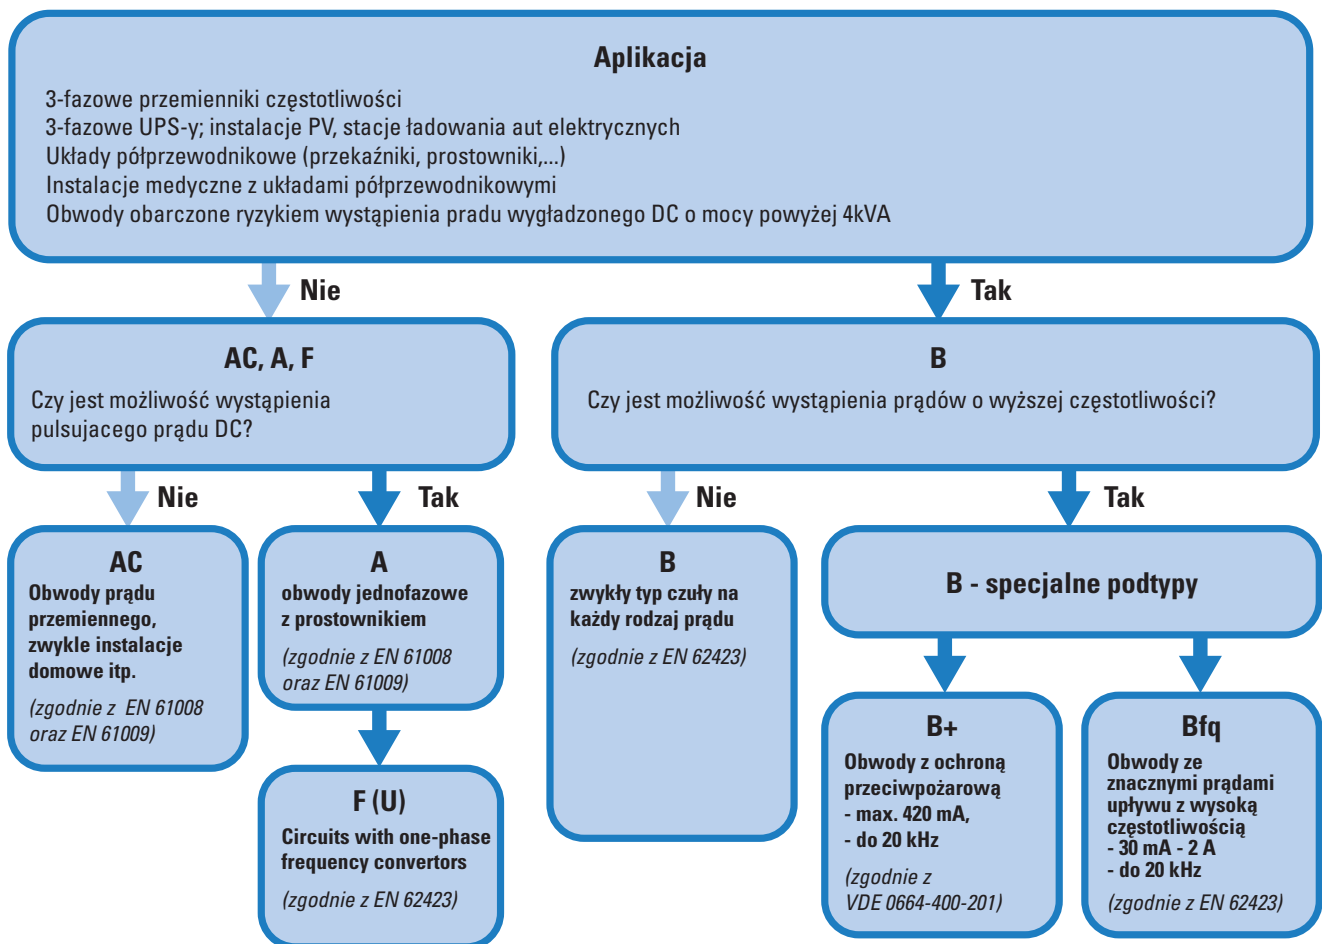 Aplikacja
3-fazowe przemienniki częstotliwości
3-fazowe UPS-y; instalacje PV, stacje ładowania aut elektrycznych
Układy półprzewodnikowe (przekaźniki, prostowniki,...)
Instalacje medyczne z układami półprzewodnikowymi
Obwody obarczone ryzykiem wystąpienia pradu wygładzonego DC o mocy powyżej 4kVA
Nie
Tak
AC, A, F
Czy jest możliwość wystąpienia
pulsujacego prądu DC?
B
Czy jest możliwość wystąpienia prądów o wyższej częstotliwości?
Nie
Tak
Nie
Tak
AC
Obwody prądu
przemiennego,
zwykle instalacje
domowe itp.
(zgodnie z EN 61008
oraz EN 61009)
A
obwody jednofazowe
z prostownikiem
(zgodnie z EN 61008
oraz EN 61009)
F (U)
Circuits with one-phase
frequency convertors
(zgodnie z EN 62423)
B
zwykły typ czuły na
każdy rodzaj prądu
(zgodnie z EN 62423)
B - specjalne podtypy
B+
Obwody z ochroną
przeciwpożarową
- max. 420 mA,
- do 20 kHz
(zgodnie z
VDE 0664-400-201)
Bfq
Obwody ze
znacznymi prądami
upływu z wysoką
częstotliwością
- 30 mA - 2 A
- do 20 kHz
(zgodnie z EN 62423)